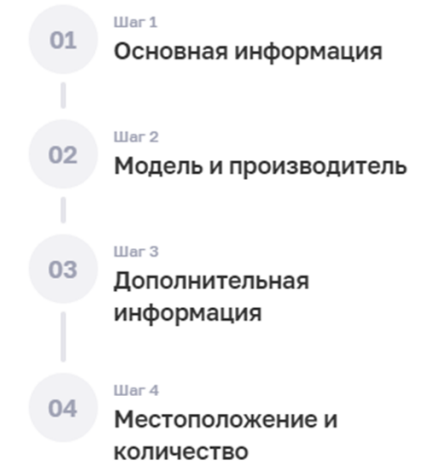 01
Шаг 1
Основная информация
02
Шаг 2
Модель и производитель
03
Шаг 3
Дополнительная
информация
04
Шаг 4
Местоположение и
количество